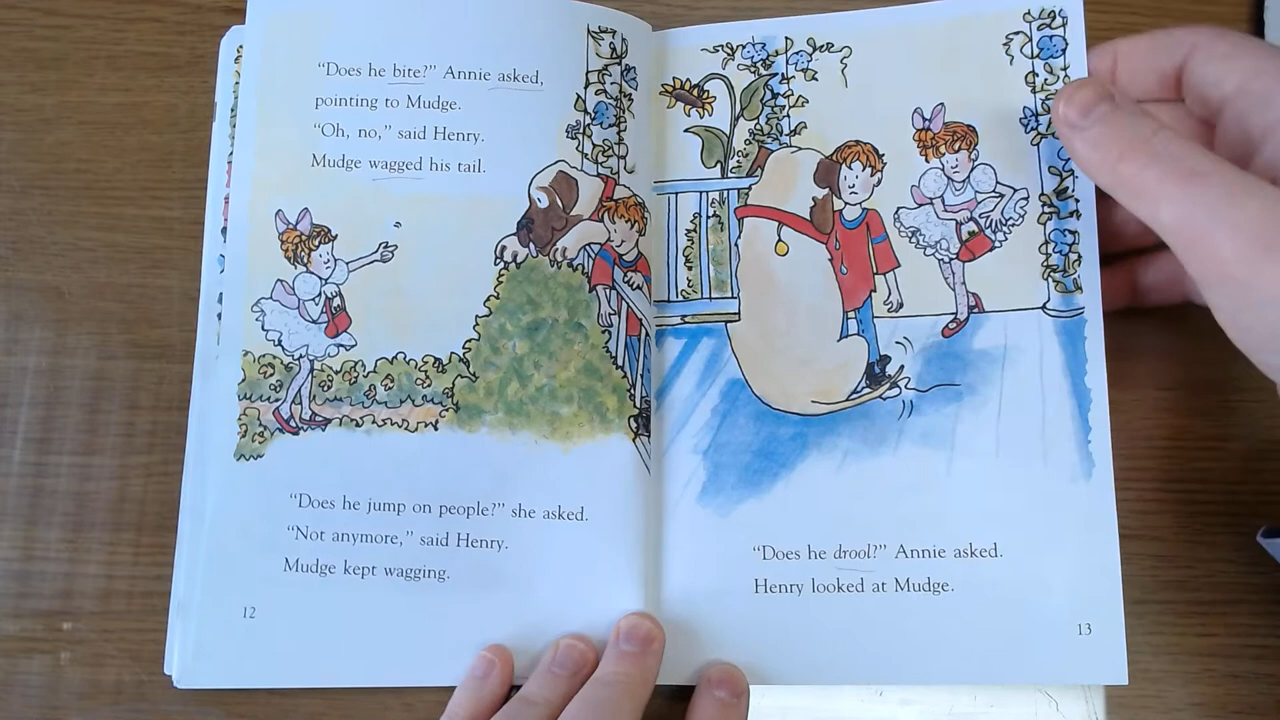 “Does he bite?” Annie asked,
pointing to Mudge.
“Oh, no,” said Henry.
Mudge wagged his tail.
“Does he jump on people?” she asked.
“Not anymore,” said Henry.
Mudge kept wagging.
12
“Does he drool?” Annie asked.
Henry looked at Mudge.
13